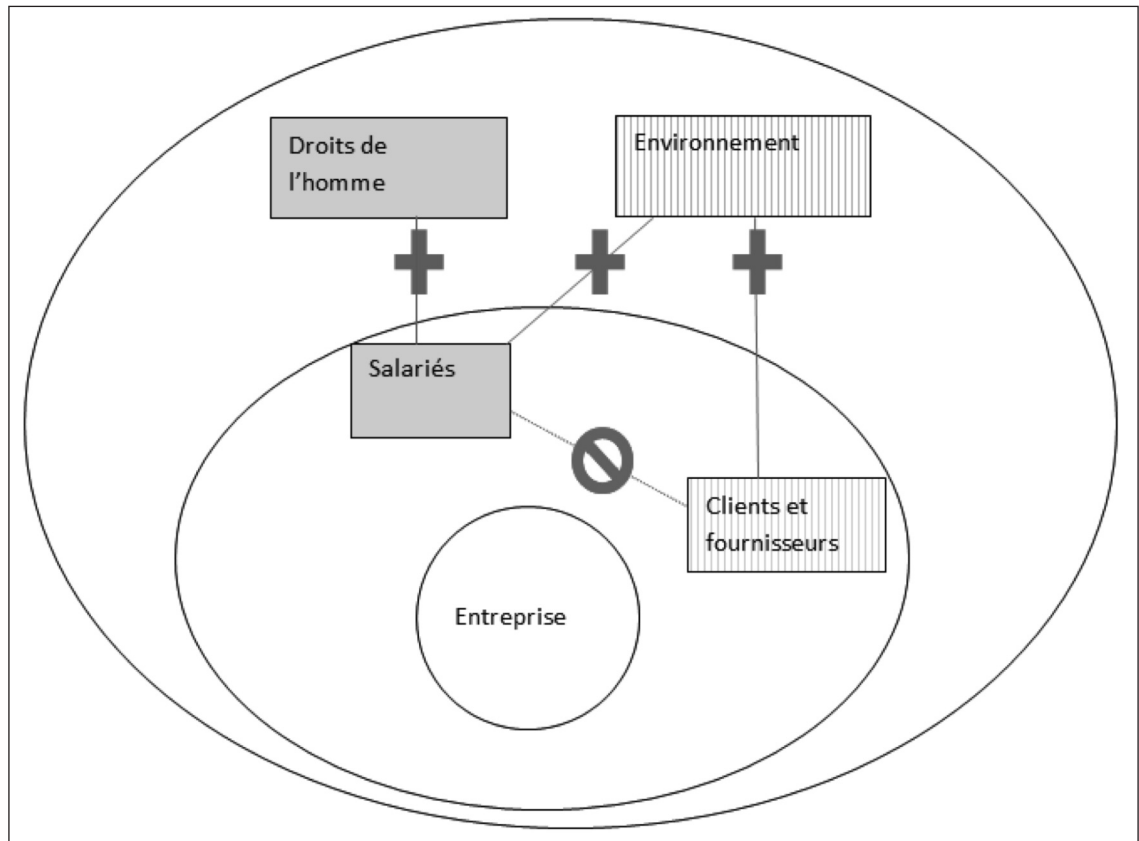 Droits de
l'homme
Environnement
Salariés
Clients et
fournisseurs
Entreprise